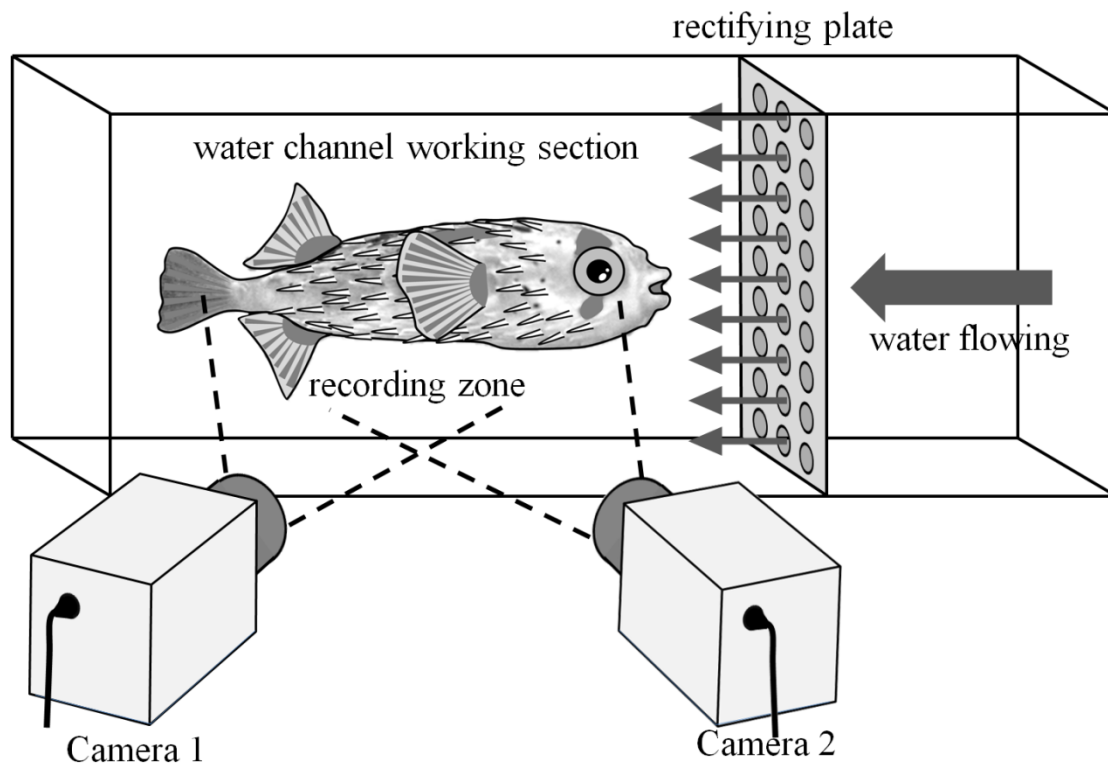 rectifying plate
water channel working section
water flowing
recording zone
Camera 1
Camera 2